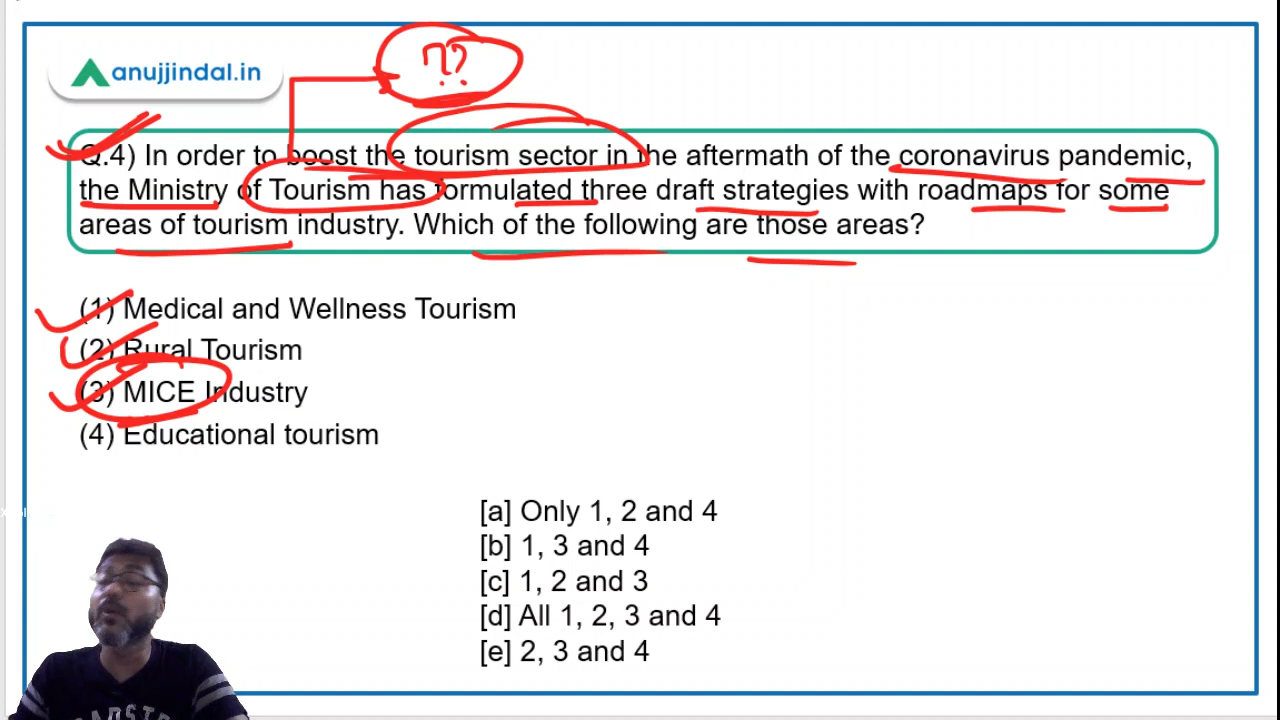 ??
anujjindal.in
Q.4) In order to boost the tourism sector in the aftermath of the coronavirus pandemic,
the Ministry of Tourism has formulated three draft strategies with roadmaps for some
areas of tourism industry. Which of the following are those areas?
(1) Medical and Wellness Tourism
(2) Rural Tourism
(3) MICE Industry
(4) Educational tourism
[a] Only 1, 2 and 4
[b] 1, 3 and 4
[c] 1, 2 and 3
[d] All 1, 2, 3 and 4
[e] 2, 3 and 4